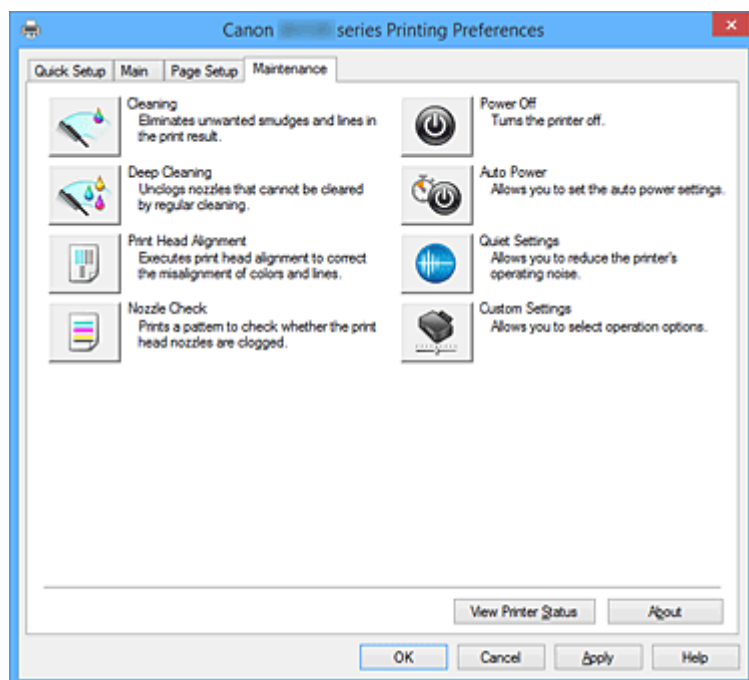 Canon series Printing Preferences
Quick Setup Main Page Setup Maintenance
Cleaning
Eliminates unwanted smudges and lines in
the print result.
Deep Cleaning
Unclogs nozzles that cannot be cleared
by regular cleaning.
Print Head Alignment
Executes print head alignment to correct
the misalignment of colors and lines.
Nozzle Check
Prints a pattern to check whether the print
head nozzles are clogged.
Power Off
Turns the printer off.
Auto Power
Allows you to set the auto power settings.
Quiet Settings
Allows you to reduce the printer's
operating noise.
Custom Settings
Allows you to select operation options.
View Printer Status About
OK Cancel Apply Help